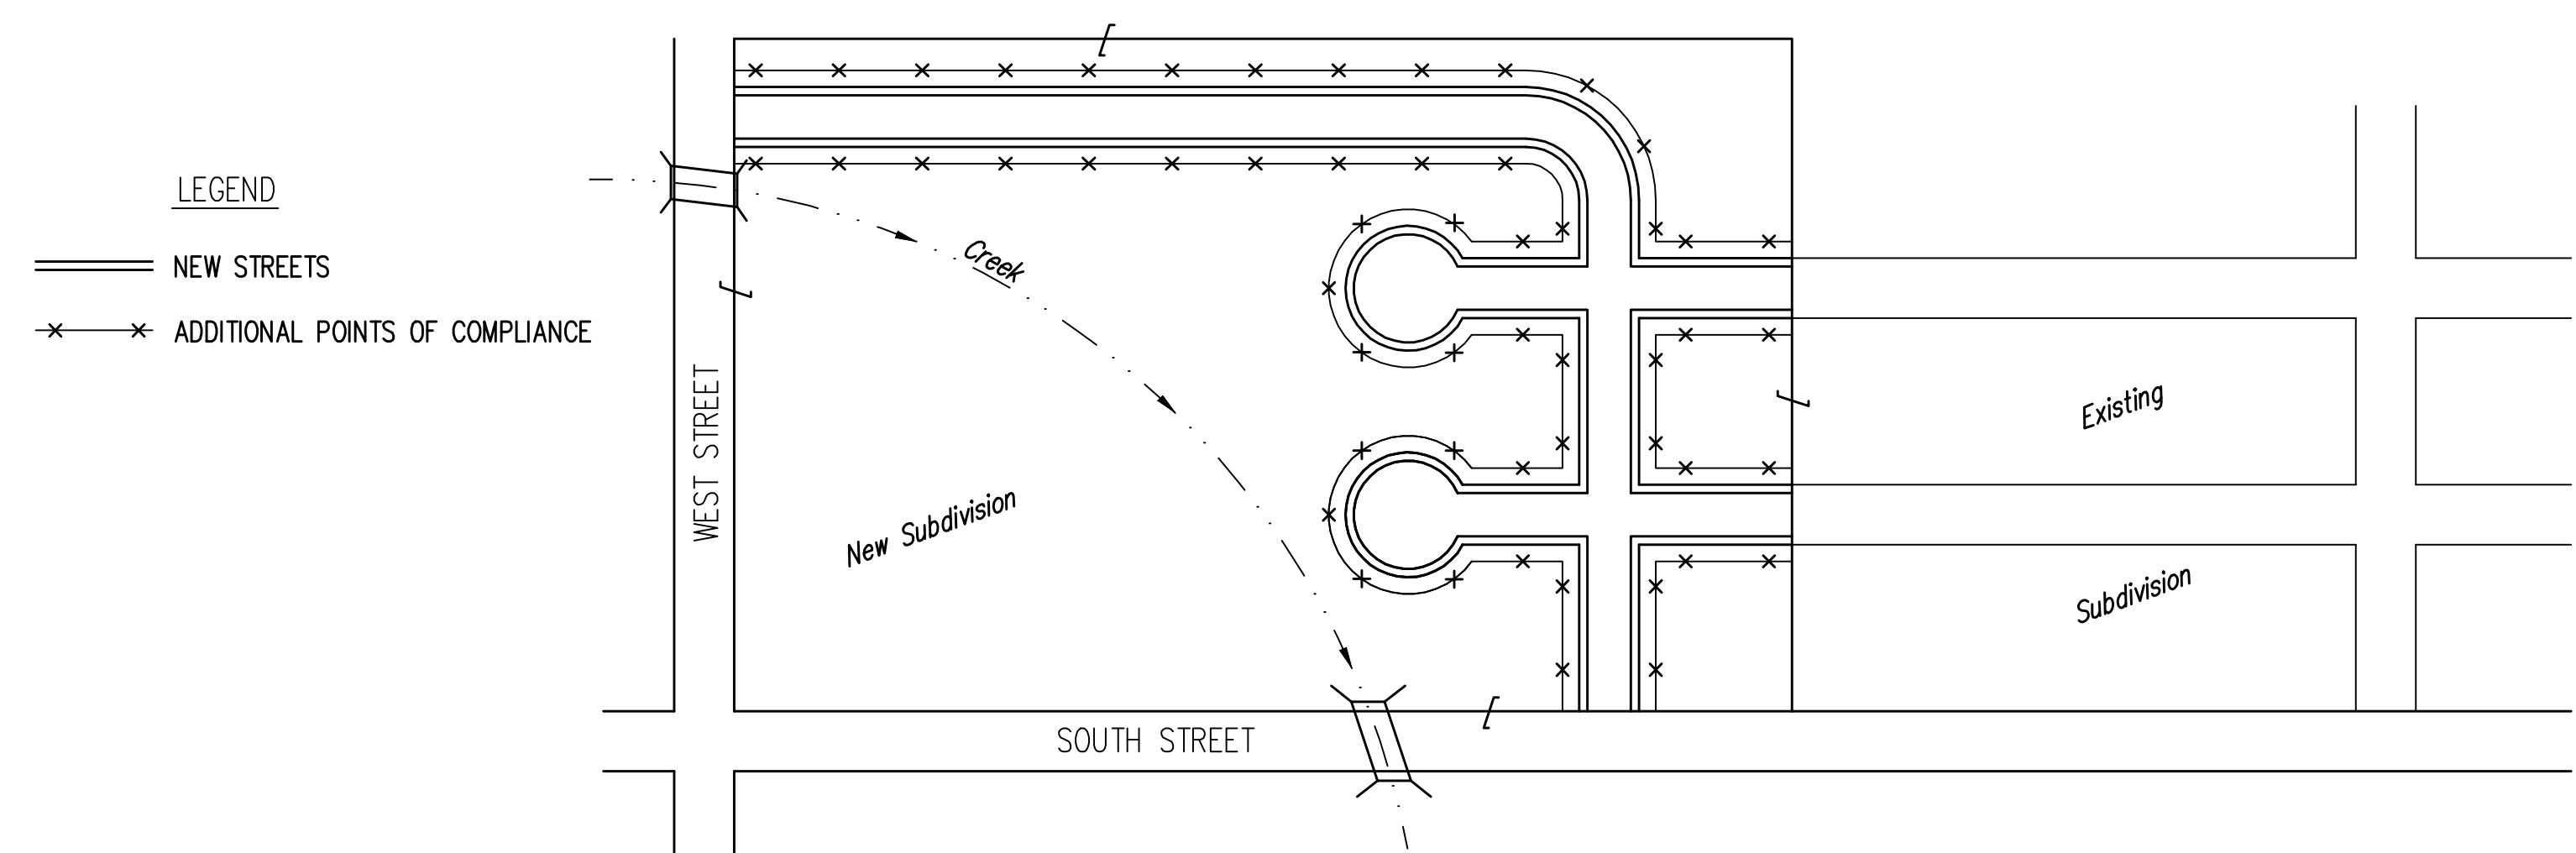 LEGEND
NEW STREETS
ADDITIONAL POINTS OF COMPLIANCE
WEST STREET
Creek
New Subdivision
SOUTH STREET
Existing
Subdivision